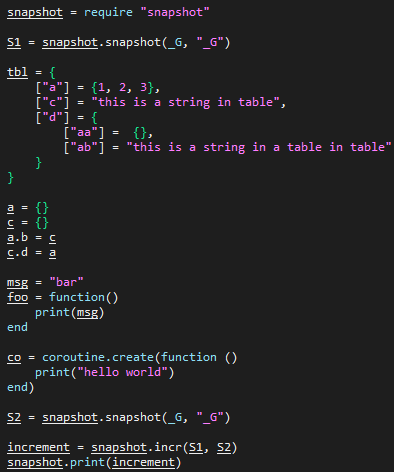 snapshot = require "snapshot"
S1 = snapshot.snapshot(_G, "_G")
tbl = {
    ["a"] = {1, 2, 3},
    ["c"] = "this is a string in table",
    ["d"] = {
        ["aa"] =  {},
        ["ab"] = "this is a string in a table in table"
    }
}
a = {}
c = {}
a.b = c
c.d = a
msg = "bar"
foo = function()
    print(msg)
end
co = coroutine.create(function ()
    print("hello world")
end)
S2 = snapshot.snapshot(_G, "_G")
increment = snapshot.incr(S1, S2)
snapshot.print(increment)